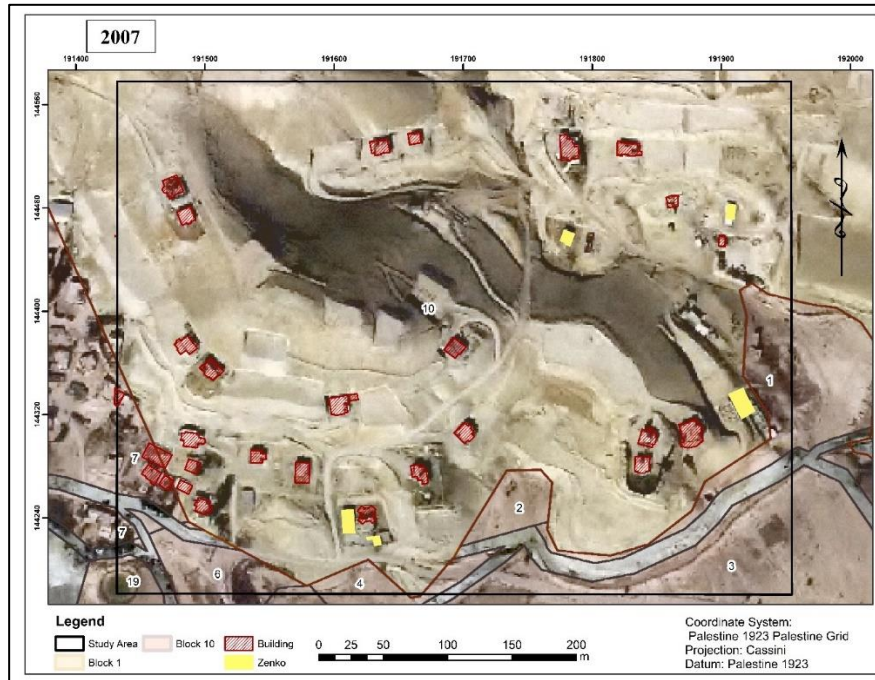 2007
191400 191500 191600 191700 191800 191900 192000
144560
144480
144400
144320
144240
10
1
7
2
7
3
19
6
4
Legend
Study Area
Block 10
Building
Block 1
Zenko
0 25 50 100 150 200
m
Coordinate System:
Palestine 1923 Palestine Grid
Projection: Cassini
Datum: Palestine 1923